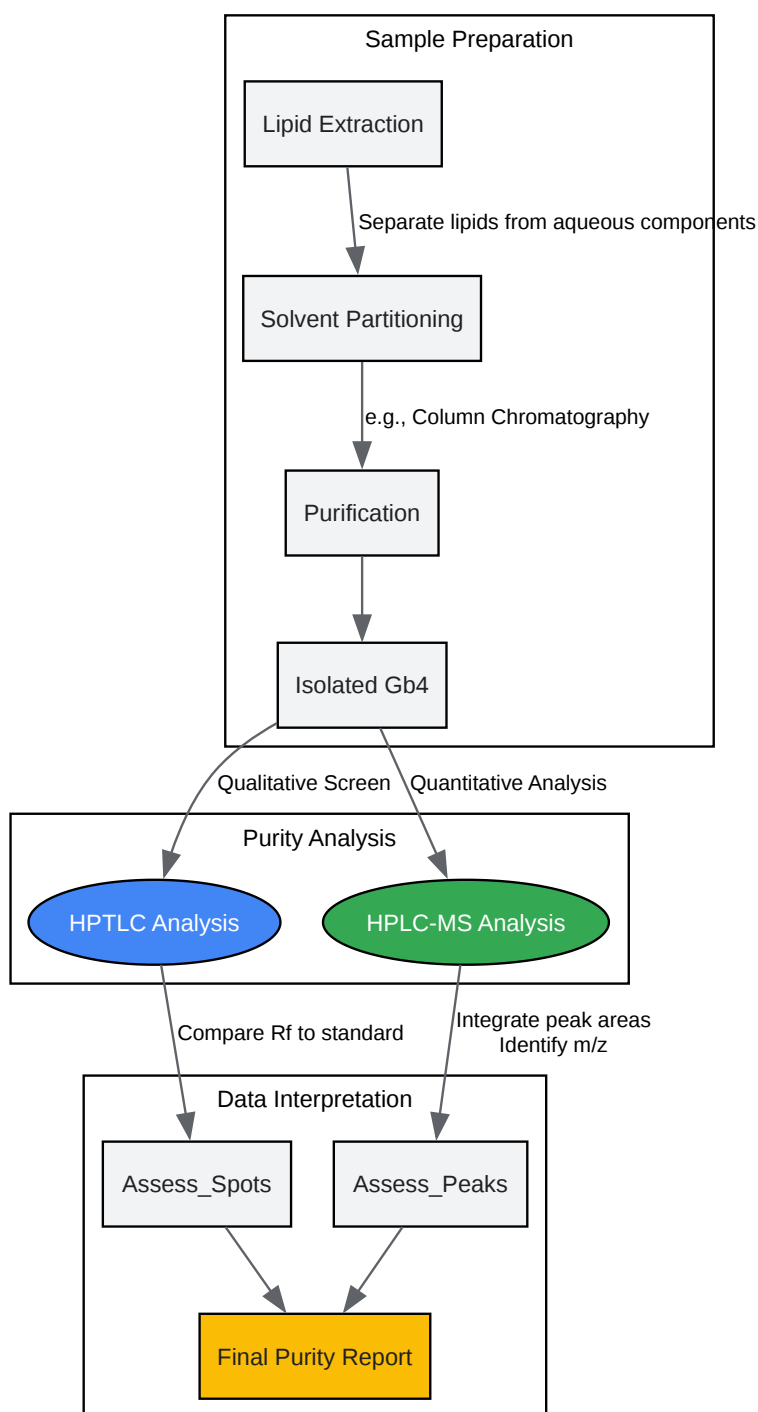 Sample Preparation
Lipid Extraction
Separate lipids from aqueous components
Solvent Partitioning
e.g., Column Chromatography
Purification
Isolated Gb4
Qualitative Screen
Quantitative Analysis
Purity Analysis
HPTLC Analysis
HPLC-MS Analysis
Compare Rf to standard
Integrate peak areas
Identify m/z
Data Interpretation
Assess_Spots
Assess_Peaks
Final Purity Report